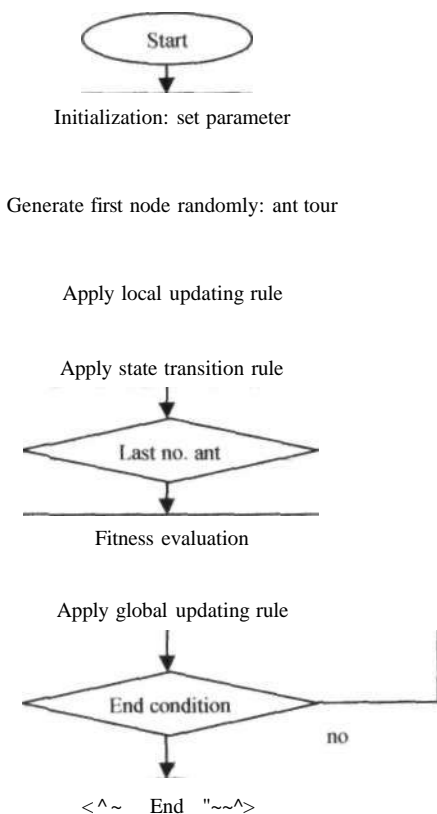 Start
Initialization: set parameter
Generate first node randomly: ant tour
Apply local updating rule
Apply state transition rule
Last no. ant
Fitness evaluation
Apply global updating rule
End condition
no
<^~ End "~~^>